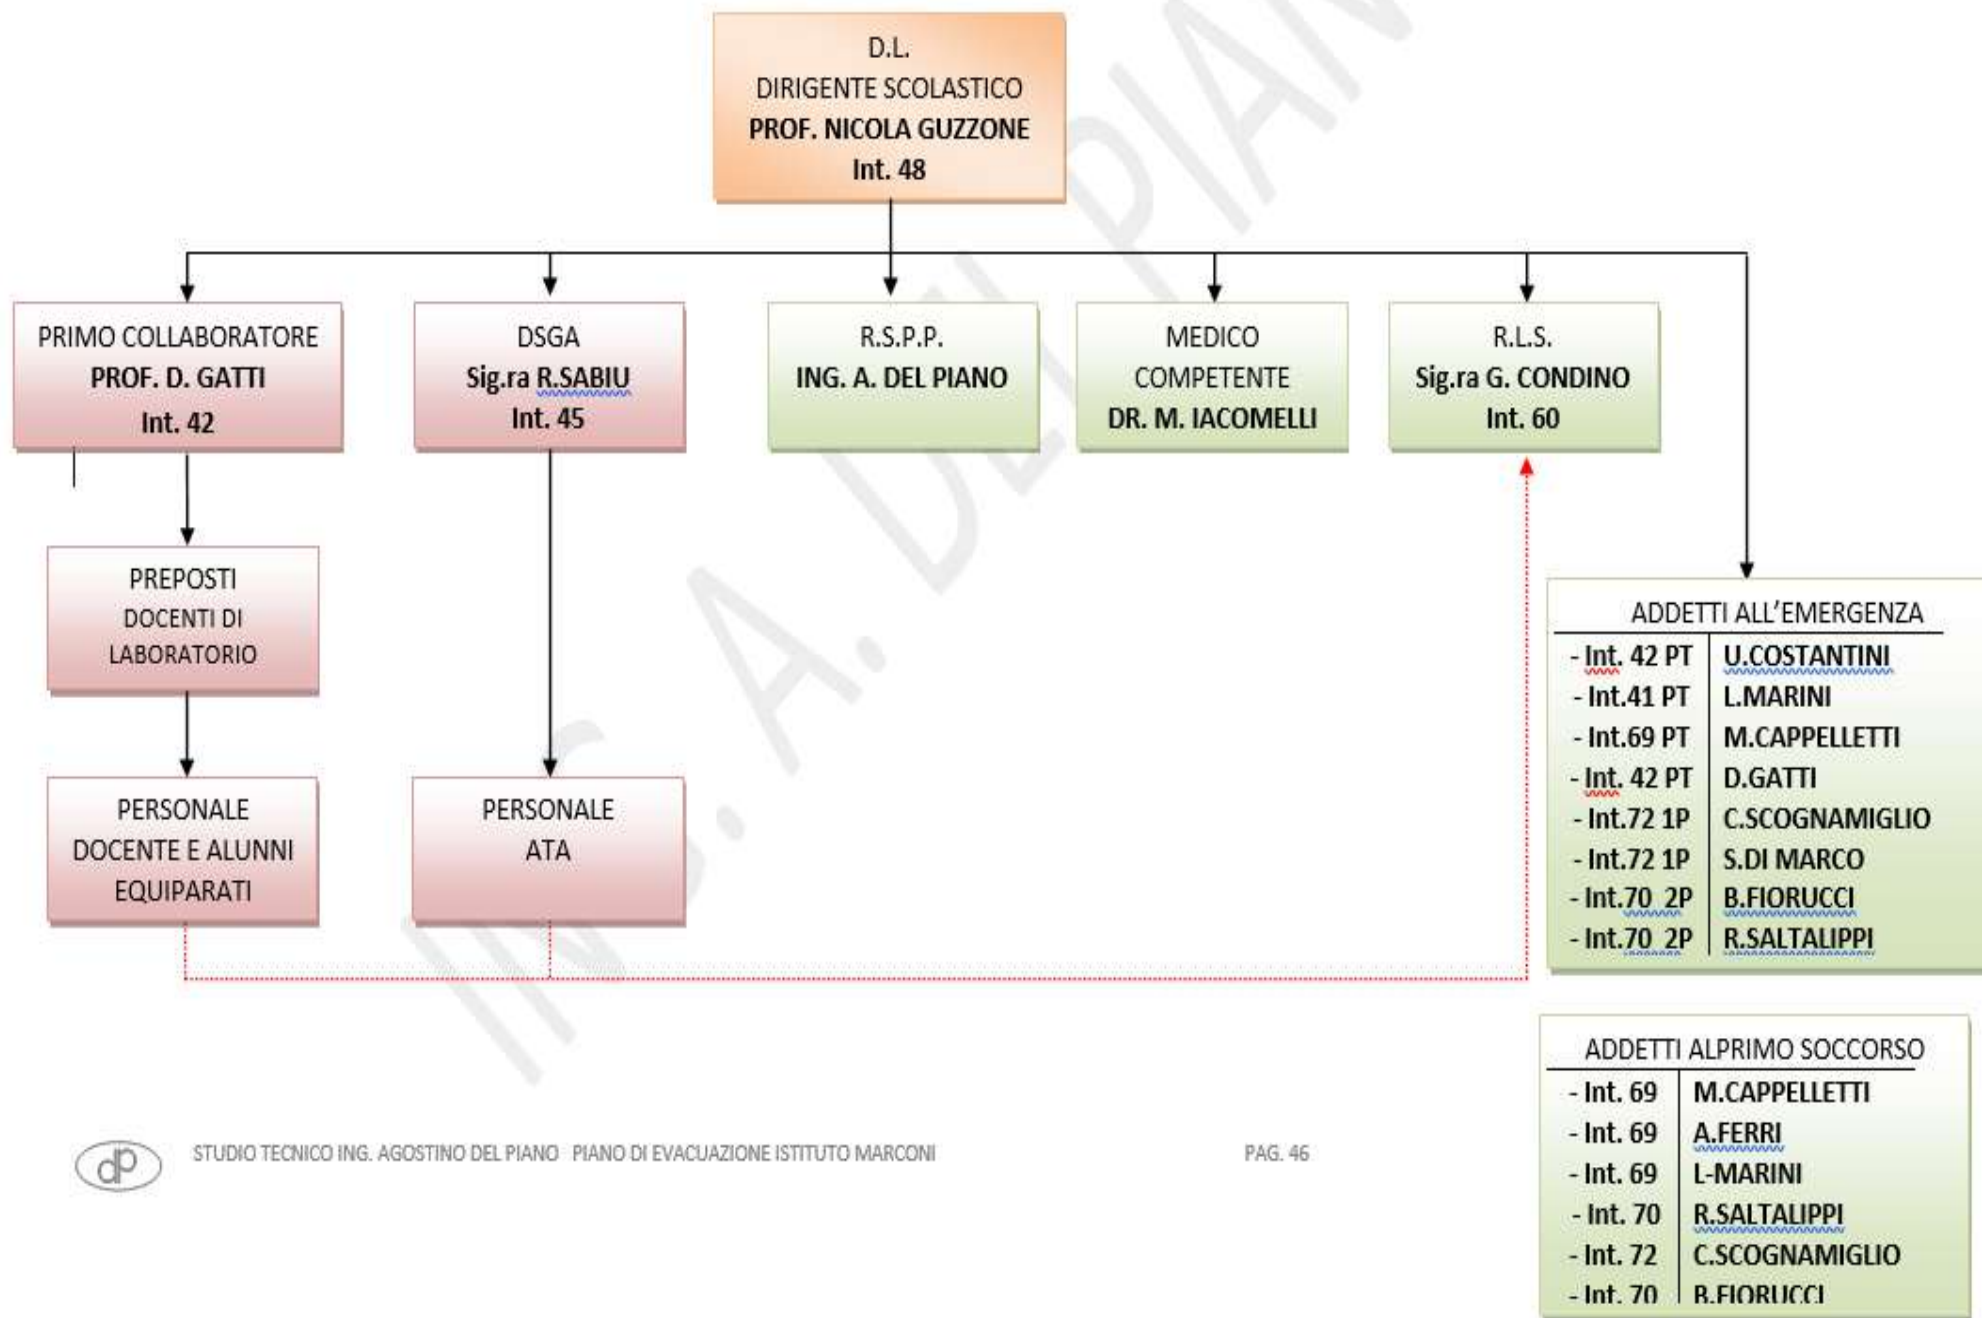 D.L.
DIRIGENTE SCOLASTICO
PROF. NICOLA GUZZONE
Int. 48
PRIMO COLLABORATORE
PROF. D. GATTI
Int. 42
DSGA
Sig.ra R.SABIU
Int. 45
R.S.P.P.
ING. A. DEL PIANO
MEDICO
COMPETENTE
DR. M. IACOMELLI
R.L.S.
Sig.ra G. CONDINO
Int. 60
PREPOSTI
DOCENTI DI
LABORATORIO
PERSONALE
DOCENTE E ALUNNI
EQUIPARATI
PERSONALE
ATA
ADDETTI ALL'EMERGENZA
- Int. 42 PT U.COSTANTINI
- Int.41 PT L.MARINI
- Int.69 PT M.CAPPELLETTI
- Int. 42 PT D.GATTI
- Int.72 1P C.SCOGNAMIGLIO
- Int.72 1P S.DI MARCO
- Int.70 2P B.FIORUCCI
- Int.70 2P R.SALTALIPPI
ADDETTI ALPRIMO SOCCORSO
- Int. 69 M.CAPPELLETTI
- Int. 69 A.FERRI
- Int. 69 L-MARINI
- Int. 70 R.SALTALIPPI
- Int. 72 C.SCOGNAMIGLIO
- Int. 70 B.FIORUCCI
ING. A. DEL PIAN
dp
STUDIO TECNICO ING. AGOSTINO DEL PIANO PIANO DI EVACUAZIONE ISTITUTO MARCONI PAG. 46